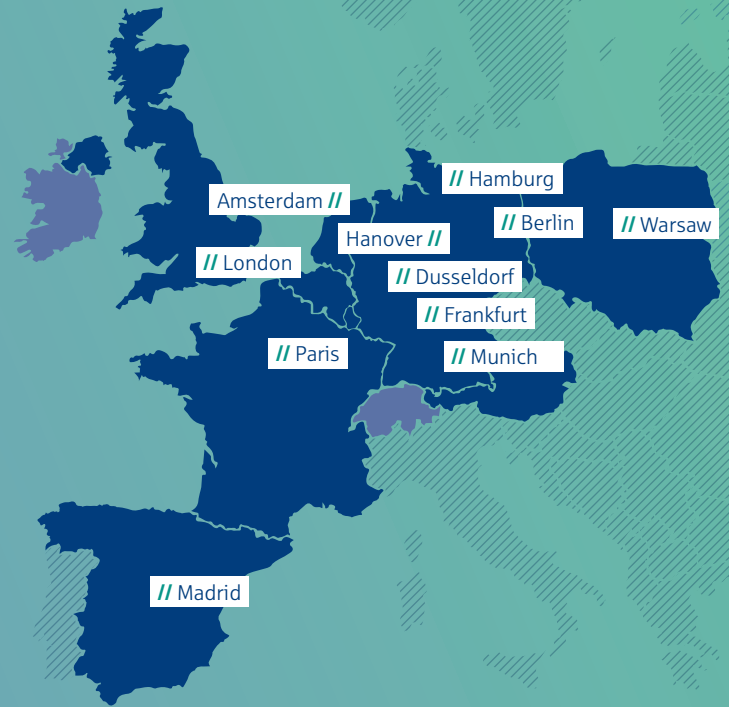 // Hamburg
Amsterdam //
// Berlin
// Warsaw
Hanover //
// London
// Dusseldorf
// Frankfurt
// Paris
// Munich
// Madrid